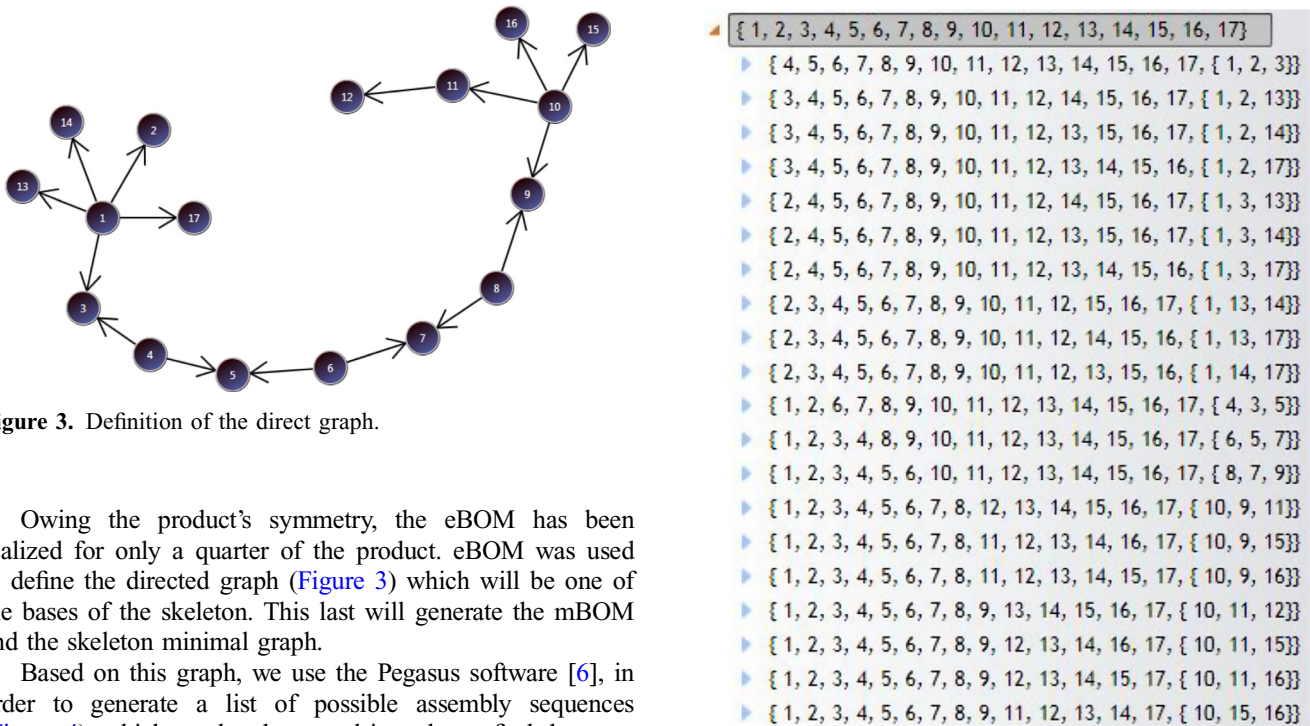 16
15
12
11
10
14
2
13
1
17
9
3
8
4
7
5
6
igure 3. Definition of the direct graph.
Owing the product's symmetry, the eBOM has been
alized for only a quarter of the product. eBOM was used
define the directed graph (Figure 3) which will be one of
e bases of the skeleton. This last will generate the mBOM
nd the skeleton minimal graph.
Based on this graph, we use the Pegasus software [6], in
rder to generate a list of possible assembly sequences
{ 1, 2, 3, 4, 5, 6, 7, 8, 9, 10, 11, 12, 13, 14, 15, 16, 17}
{ 4, 5, 6, 7, 8, 9, 10, 11, 12, 13, 14, 15, 16, 17, { 1, 2, 3}}
{ 3, 4, 5, 6, 7, 8, 9, 10, 11, 12, 14, 15, 16, 17, { 1, 2, 13}}
{ 3, 4, 5, 6, 7, 8, 9, 10, 11, 12, 13, 15, 16, 17, { 1, 2, 14}}
{ 3, 4, 5, 6, 7, 8, 9, 10, 11, 12, 13, 14, 15, 16, { 1, 2, 17}}
{ 2, 4, 5, 6, 7, 8, 9, 10, 11, 12, 14, 15, 16, 17, { 1, 3, 13}}
{ 2, 4, 5, 6, 7, 8, 9, 10, 11, 12, 13, 15, 16, 17, { 1, 3, 14}}
{ 2, 4, 5, 6, 7, 8, 9, 10, 11, 12, 13, 14, 15, 16, { 1, 3, 17}}
{ 2, 3, 4, 5, 6, 7, 8, 9, 10, 11, 12, 15, 16, 17, { 1, 13, 14}}
{ 2, 3, 4, 5, 6, 7, 8, 9, 10, 11, 12, 14, 15, 16, { 1, 13, 17}}
{ 2, 3, 4, 5, 6, 7, 8, 9, 10, 11, 12, 13, 15, 16, { 1, 14, 17}}
{ 1, 2, 6, 7, 8, 9, 10, 11, 12, 13, 14, 15, 16, 17, { 4, 3, 5}}
{ 1, 2, 3, 4, 8, 9, 10, 11, 12, 13, 14, 15, 16, 17, { 6, 5, 7}}
{ 1, 2, 3, 4, 5, 6, 10, 11, 12, 13, 14, 15, 16, 17, { 8, 7, 9}}
{ 1, 2, 3, 4, 5, 6, 7, 8, 12, 13, 14, 15, 16, 17, { 10, 9, 11}}
{ 1, 2, 3, 4, 5, 6, 7, 8, 11, 12, 13, 14, 16, 17, { 10, 9, 15}}
{ 1, 2, 3, 4, 5, 6, 7, 8, 11, 12, 13, 14, 15, 17, { 10, 9, 16}}
{ 1, 2, 3, 4, 5, 6, 7, 8, 9, 13, 14, 15, 16, 17, { 10, 11, 12}}
{ 1, 2, 3, 4, 5, 6, 7, 8, 9, 12, 13, 14, 16, 17, { 10, 11, 15}}
{ 1, 2, 3, 4, 5, 6, 7, 8, 9, 12, 13, 14, 15, 17, { 10, 11, 16}}
{ 1, 2, 3, 4, 5, 6, 7, 8, 9, 11, 12, 13, 14, 17, { 10, 15, 16}}